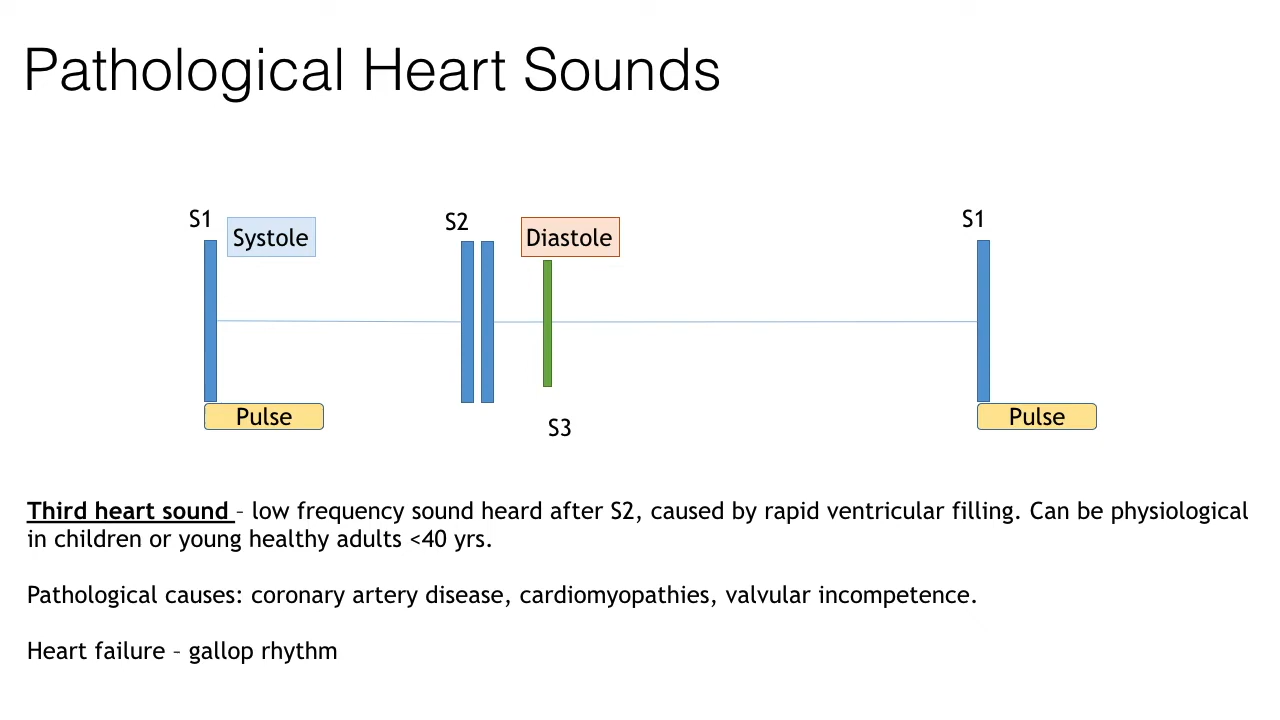 Pathological Heart Sounds
S1
Systole
S2
Diastole
S1
Pulse
S3
Pulse
Third heart sound – low frequency sound heard after S2, caused by rapid ventricular filling. Can be physiological
in children or young healthy adults <40 yrs.
Pathological causes: coronary artery disease, cardiomyopathies, valvular incompetence.
Heart failure – gallop rhythm